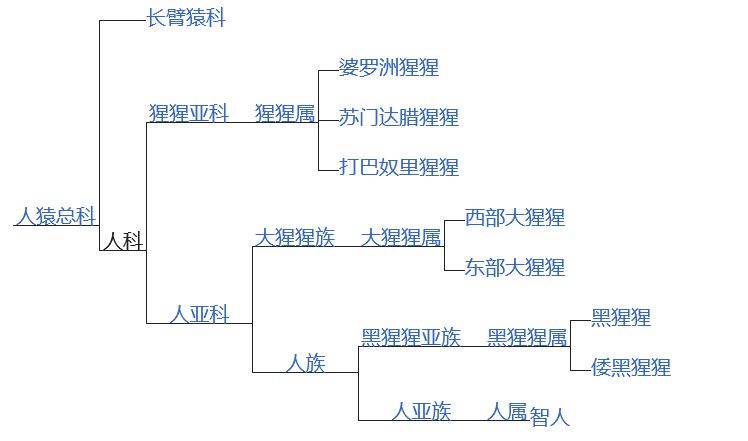 长臂猿科
婆罗洲猩猩
猩猩亚科 猩猩属 苏门达腊猩猩
打巴奴里猩猩
人猿总科
人科
西部大猩猩
大猩猩族 大猩猩属
东部大猩猩
人亚科
黑猩猩
黑猩猩亚族 黑猩猩属
人族
倭黑猩猩
人亚族 人属 智人